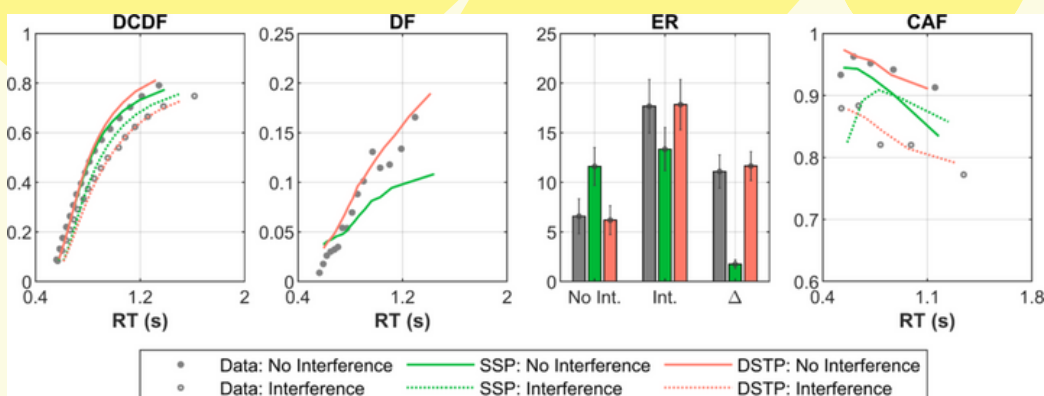 DCDF
DF
ER
CAF
1
0.8
0.6
0.4
0.2
0
0.4
1.2
2
RT (s)
0.25
0.2
0.15
0.1
0.05
0
0.4
1.2
2
RT (s)
25
20
15
10
5
0
No Int.
Int.
Δ
1
0.9
0.8
0.7
0.6
0.4
1.1
1.8
RT (s)
Data: No Interference
SSP: No Interference
DSTP: No Interference
Data: Interference
SSP: Interference
DSTP: Interference